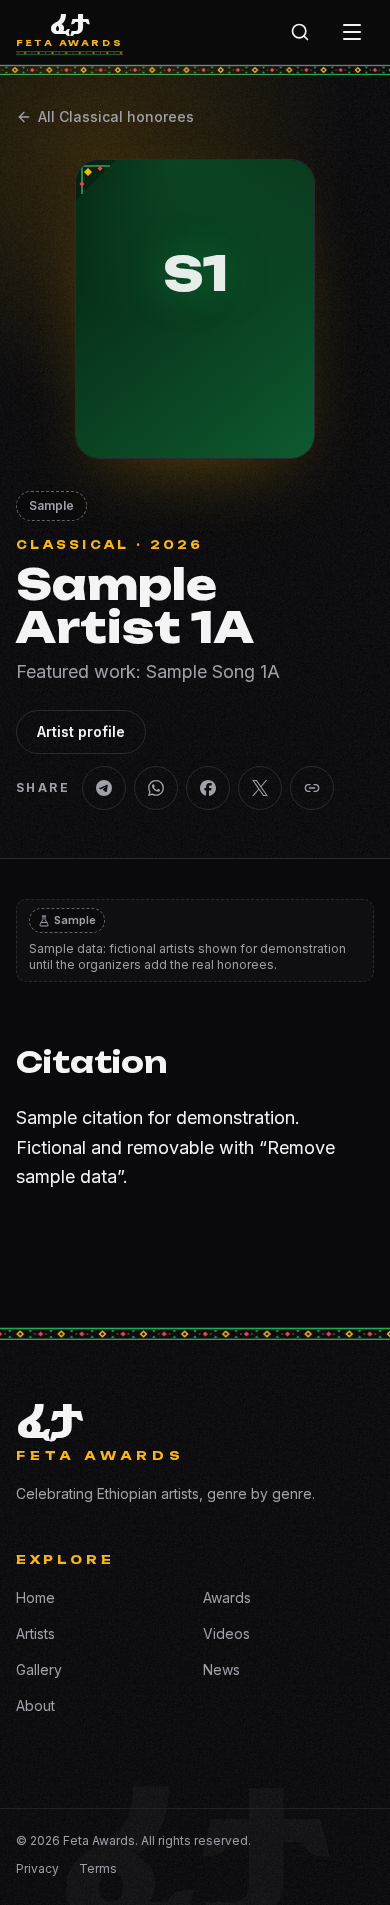 ፈታ
FETA AWARDS
All Classical honorees
S1
Sample
CLASSICAL · 2026
Sample
Artist 1A
Featured work: Sample Song 1A
Artist profile
SHARE
Sample
Sample data: fictional artists shown for demonstration
until the organizers add the real honorees.
Citation
Sample citation for demonstration.
Fictional and removable with “Remove
sample data”.
ፈታ
FETA AWARDS
Celebrating Ethiopian artists, genre by genre.
EXPLORE
Home
Awards
Artists
Videos
Gallery
News
About
ፈታ
© 2026 Feta Awards. All rights reserved.
Privacy
Terms